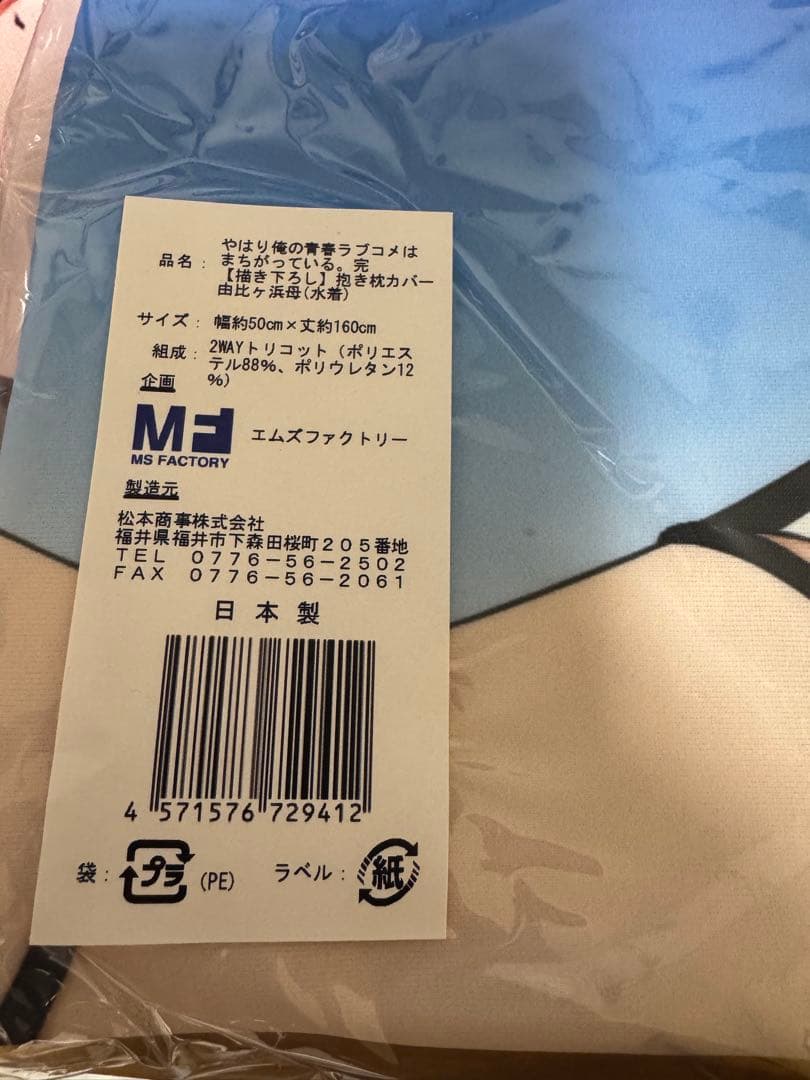 品名: やはり俺の青春ラブコメは
まちがっている。完
【描き下ろし】抱き枕カバー
由比ヶ浜母(水着)
サイズ: 幅約50cm×丈約160cm
組成: 2WAYトリコット(ポリエス
テル88%、ポリウレタン12
%)
企画
MF
MS FACTORY
エムズファクトリー
製造元
松本商事株式会社
福井県福井市下森田桜町205番地
TEL 0776-56-2502
FAX 0776-56-2061
日本製
4 571576 729412
袋: プラ (PE) ラベル: 紙